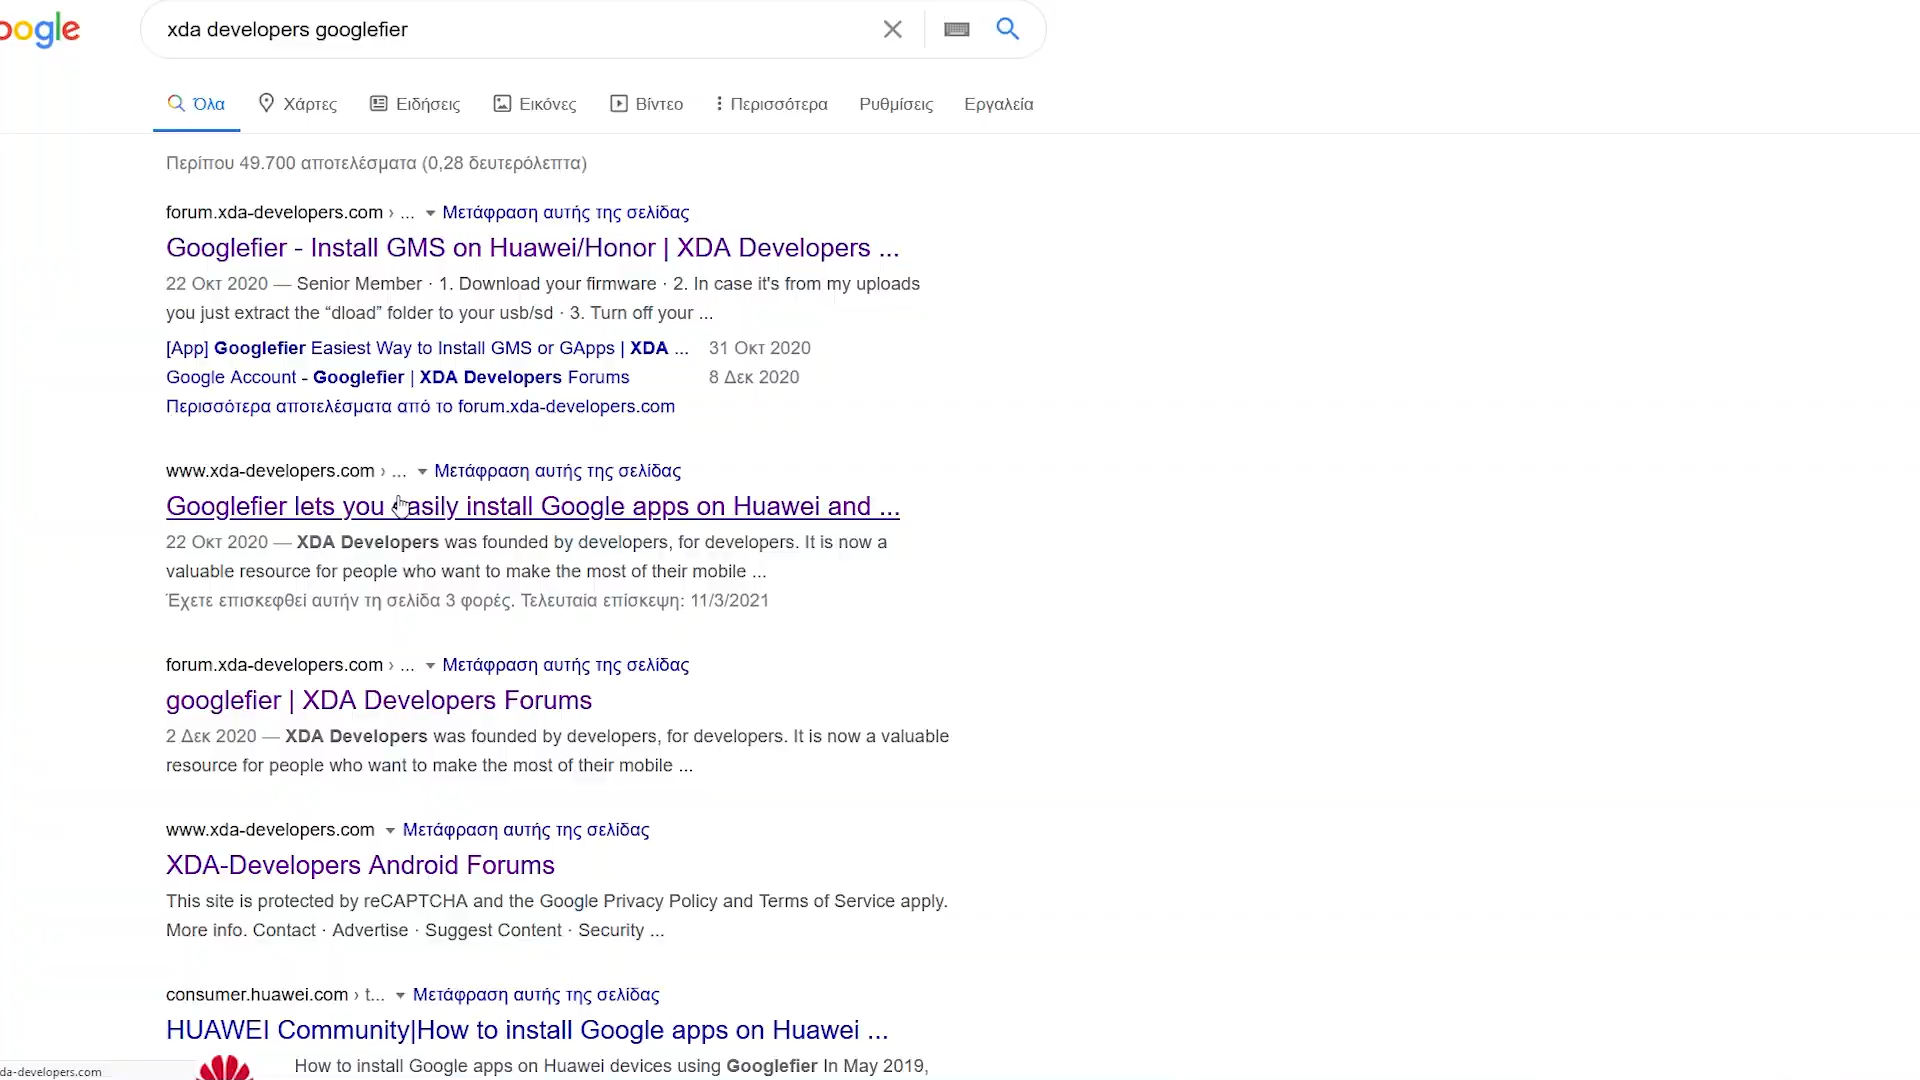 oogle
xda developers googlefier
Όλα Χάρτες Ειδήσεις Εικόνες Βίντεο Περισσότερα Ρυθμίσεις Εργαλεία
Περίπου 49.700 αποτελέσματα (0,28 δευτερόλεπτα)
forum.xda-developers.com › ... Μετάφραση αυτής της σελίδας
Googlefier - Install GMS on Huawei/Honor | XDA Developers ...
22 Οκτ 2020 — Senior Member · 1. Download your firmware · 2. In case it's from my uploads
you just extract the “dload” folder to your usb/sd · 3. Turn off your ...
[App] Googlefier Easiest Way to Install GMS or GApps | XDA ... 31 Οκτ 2020
Google Account - Googlefier | XDA Developers Forums 8 Δεκ 2020
Περισσότερα αποτελέσματα από το forum.xda-developers.com
www.xda-developers.com › ... Μετάφραση αυτής της σελίδας
Googlefier lets you easily install Google apps on Huawei and ...
22 Οκτ 2020 — XDA Developers was founded by developers, for developers. It is now a
valuable resource for people who want to make the most of their mobile ...
Έχετε επισκεφθεί αυτήν τη σελίδα 3 φορές. Τελευταία επίσκεψη: 11/3/2021
forum.xda-developers.com › ... Μετάφραση αυτής της σελίδας
googlefier | XDA Developers Forums
2 Δεκ 2020 — XDA Developers was founded by developers, for developers. It is now a valuable
resource for people who want to make the most of their mobile ...
www.xda-developers.com Μετάφραση αυτής της σελίδας
XDA-Developers Android Forums
This site is protected by reCAPTCHA and the Google Privacy Policy and Terms of Service apply.
More info. Contact · Advertise · Suggest Content · Security ...
consumer.huawei.com › t... Μετάφραση αυτής της σελίδας
HUAWEI Community|How to install Google apps on Huawei ...
How to install Google apps on Huawei devices using Googlefier In May 2019,
da-developers.com